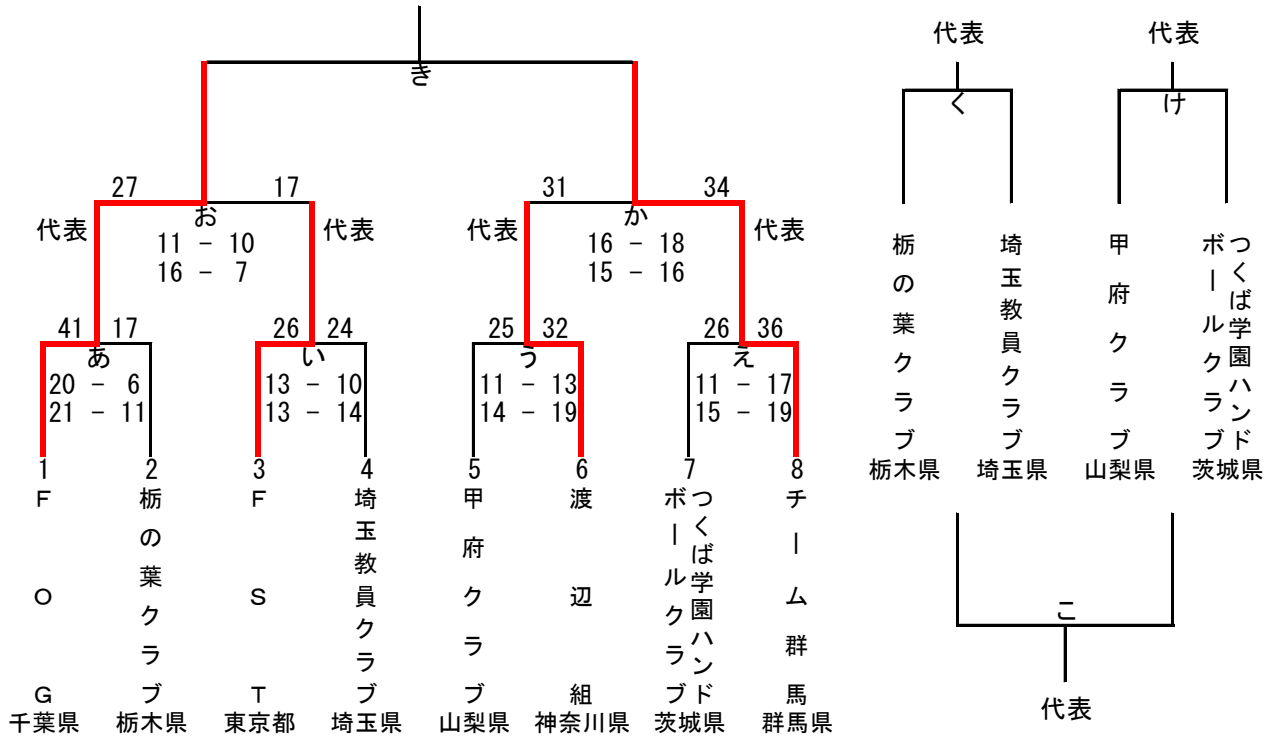 き
27
17
31
34
代表
お
代表
代表
か
代表
11 - 10
16 - 7
16 - 18
15 - 16
41
17
26
24
25
32
26
36
あ
い
う
え
20 - 6
21 - 11
13 - 10
13 - 14
11 - 13
14 - 19
11 - 17
15 - 19
1
2
3
4
5
6
7
8
FOG
栃の葉クラブ
FST
埼玉教員クラブ
甲府クラブ
渡辺組
つくば学園ハンド
ボールクラブ
チーム群馬
千葉県
栃木県
東京都
埼玉県
山梨県
神奈川県
茨城県
群馬県
代表
代表
く
け
栃の葉クラブ
埼玉教員クラブ
甲府クラブ
つくば学園ハンド
ボールクラブ
栃木県
埼玉県
山梨県
茨城県
こ
代表